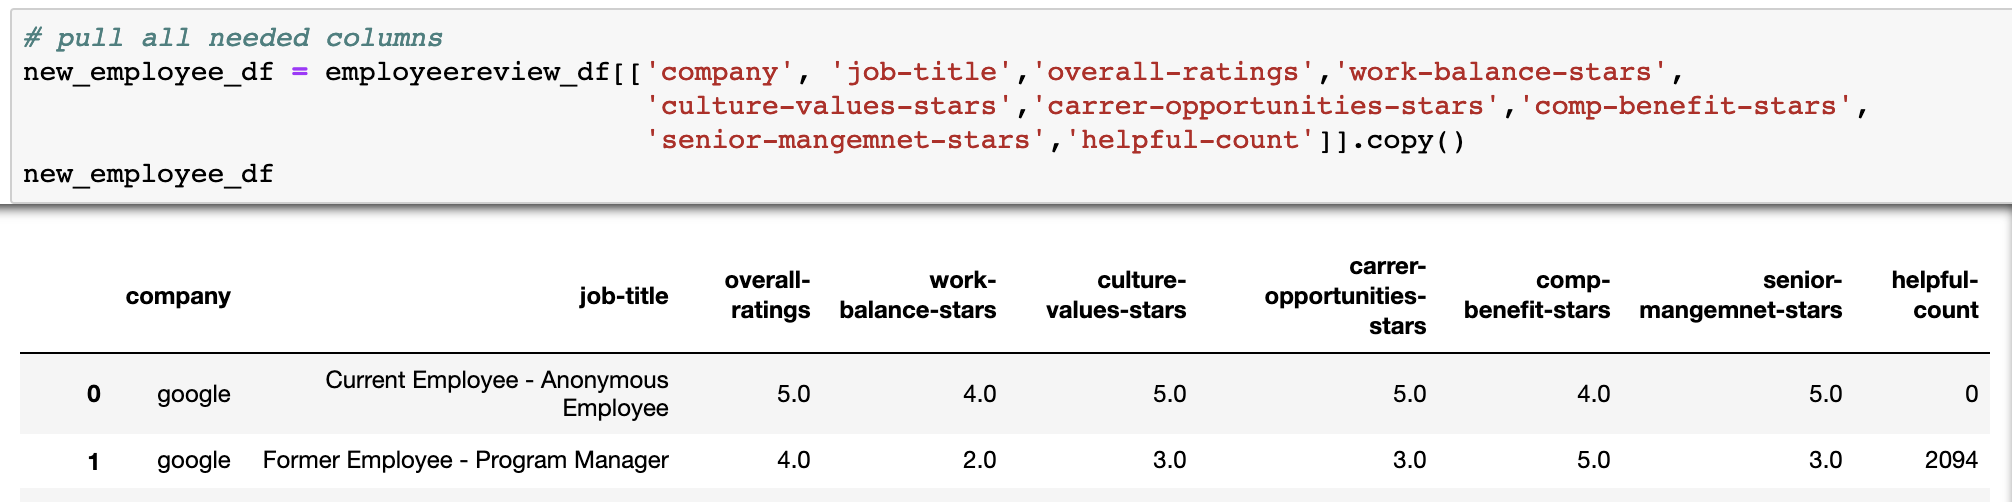 # pull all needed columns
new_employee_df = employeereview_df[['company', 'job-title','overall-ratings','work-balance-stars',
'culture-values-stars','carrer-opportunities-stars','comp-benefit-stars',
'senior-mangemnet-stars','helpful-count']].copy()
new_employee_df
company job-title overall-ratings work-balance-stars culture-values-stars carrer-opportunities-stars comp-benefit-stars senior-mangemnet-stars helpful-count
0 google Current Employee - Anonymous Employee 5.0 4.0 5.0 5.0 4.0 5.0 0
1 google Former Employee - Program Manager 4.0 2.0 3.0 3.0 5.0 3.0 2094